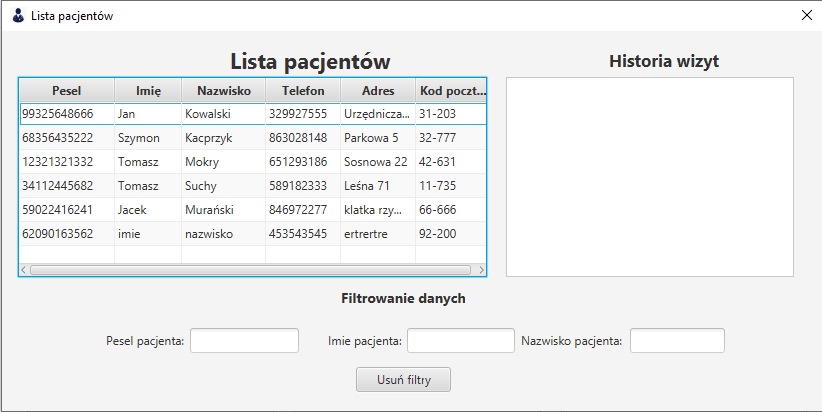 Lista pacjentów
Lista pacjentów
Historia wizyt
Pesel Imię Nazwisko Telefon Adres Kod poczt...
99325648666 Jan Kowalski 329927555 Urzędnicza... 31-203
68356435222 Szymon Kacprzyk 863028148 Parkowa 5 32-777
12321321332 Tomasz Mokry 651293186 Sosnowa 22 42-631
34112445682 Tomasz Suchy 589182333 Leśna 71 11-735
59022416241 Jacek Murański 846972277 klatka rzy... 66-666
62090163562 imie nazwisko 453543545 ertrertre 92-200
Filtrowanie danych
Pesel pacjenta: Imie pacjenta: Nazwisko pacjenta:
Usuń filtry